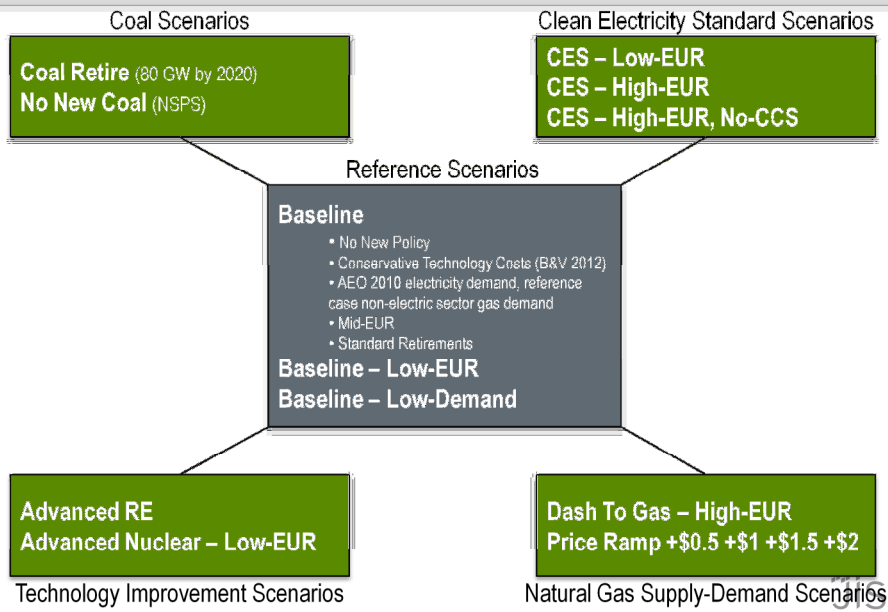 Coal Scenarios
Coal Retire (80 GW by 2020)
No New Coal (NSPS)
Clean Electricity Standard Scenarios
CES – Low-EUR
CES – High-EUR
CES – High-EUR, No-CCS
Reference Scenarios
Baseline
• No New Policy
• Conservative Technology Costs (B&V 2012)
• AEO 2010 electricity demand, reference
case non-electric sector gas demand
• Mid-EUR
• Standard Retirements
Baseline – Low-EUR
Baseline – Low-Demand
Advanced RE
Advanced Nuclear – Low-EUR
Technology Improvement Scenarios
Dash To Gas – High-EUR
Price Ramp +$0.5 +$1 +$1.5 +$2
Natural Gas Supply-Demand Scenarios